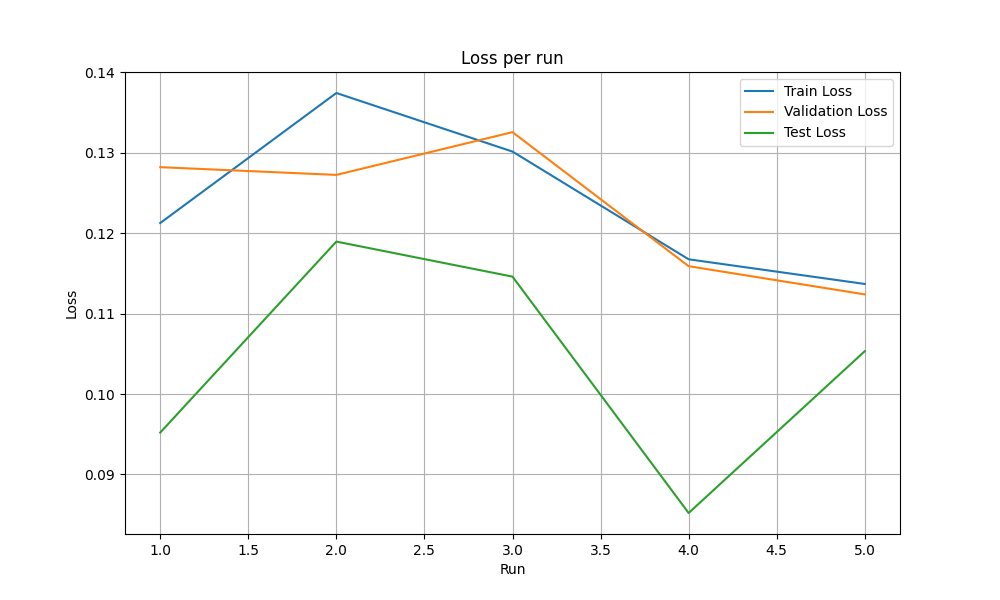 Loss per run
0.14
0.13
0.12
0.11
0.10
0.09
Loss
Train Loss
Validation Loss
Test Loss
1.0 1.5 2.0 2.5 3.0 3.5 4.0 4.5 5.0
Run